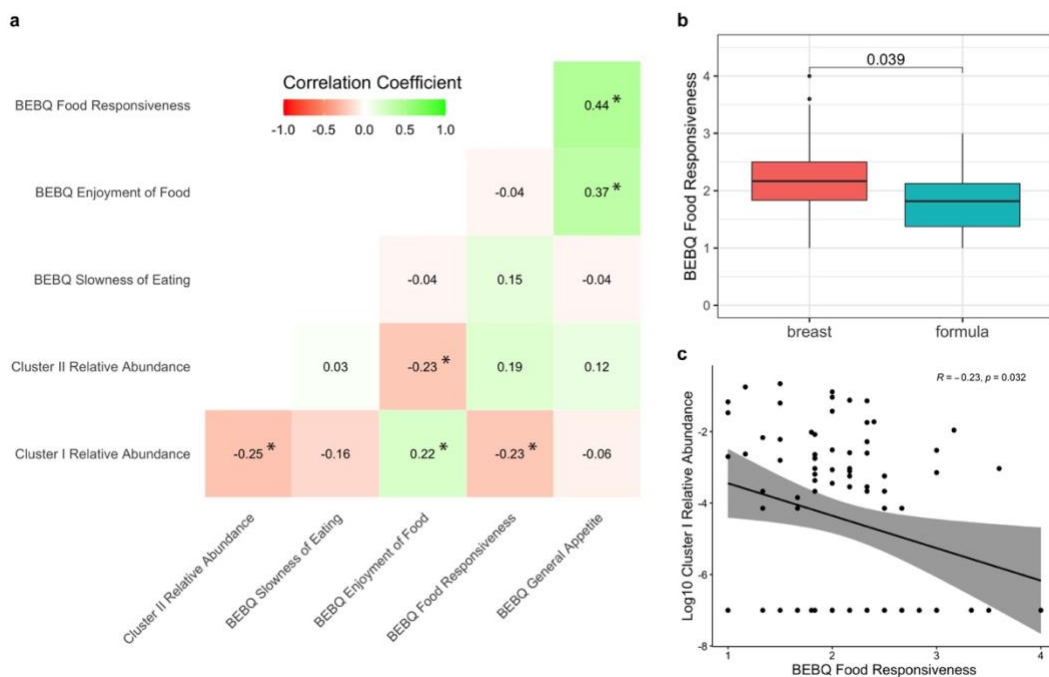 a
Correlation Coefficient
-1.0 -0.5 0.0 0.5 1.0
BEBQ Food Responsiveness
0.44 *
BEBQ Enjoyment of Food
-0.04 0.37 *
BEBQ Slowness of Eating
-0.04 0.15 -0.04
Cluster II Relative Abundance
0.03 -0.23 * 0.19 0.12
Cluster I Relative Abundance
-0.25 * -0.16 0.22 * -0.23 * -0.06
Cluster II Relative Abundance
BEBQ Slowness of Eating
BEBQ Enjoyment of Food
BEBQ Food Responsiveness
BEBQ General Appetite
b
BEBQ Food Responsiveness
4
3
2
1
0
0.039
breast formula
c
Log10 Cluster I Relative Abundance
R = −0.23, p = 0.032
-2
-4
-6
-8
1 2 3 4
BEBQ Food Responsiveness